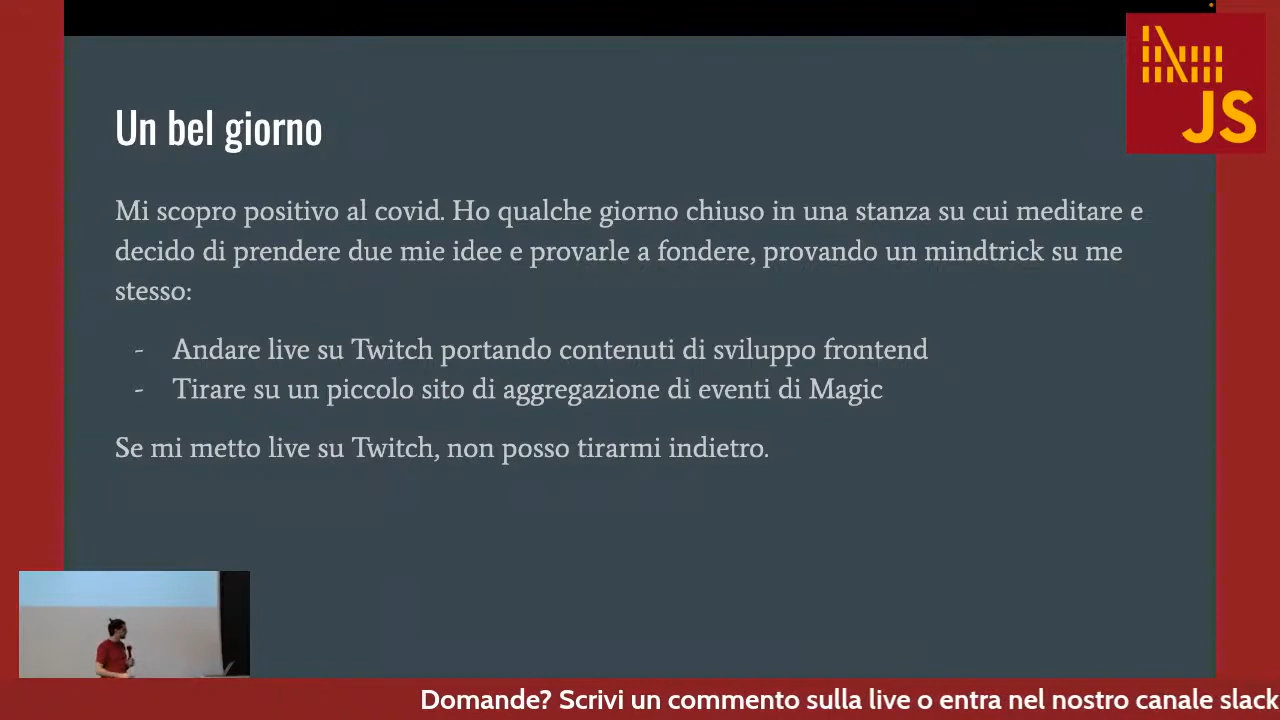 JS
Un bel giorno
Mi scopro positivo al covid. Ho qualche giorno chiuso in una stanza su cui meditare e
decido di prendere due mie idee e provarle a fondere, provando un mindtrick su me
stesso:
- Andare live su Twitch portando contenuti di sviluppo frontend
- Tirare su un piccolo sito di aggregazione di eventi di Magic
Se mi metto live su Twitch, non posso tirarmi indietro.
Domande? Scrivi un commento sulla live o entra nel nostro canale slack